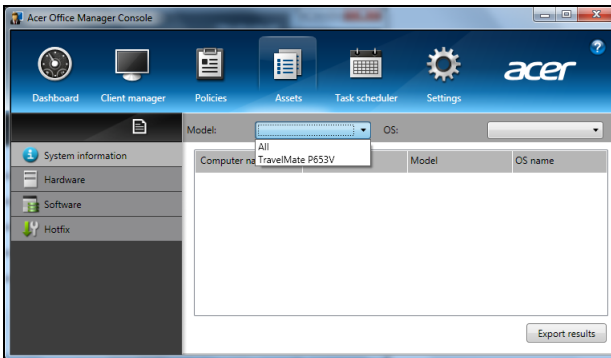 Acer Office Manager Console
?
acer
Dashboard Client manager Policies Assets Task scheduler Settings
Model: OS:
All
TravelMate P653V
System information
Hardware
Software
Hotfix
Computer na Model OS name
Export results